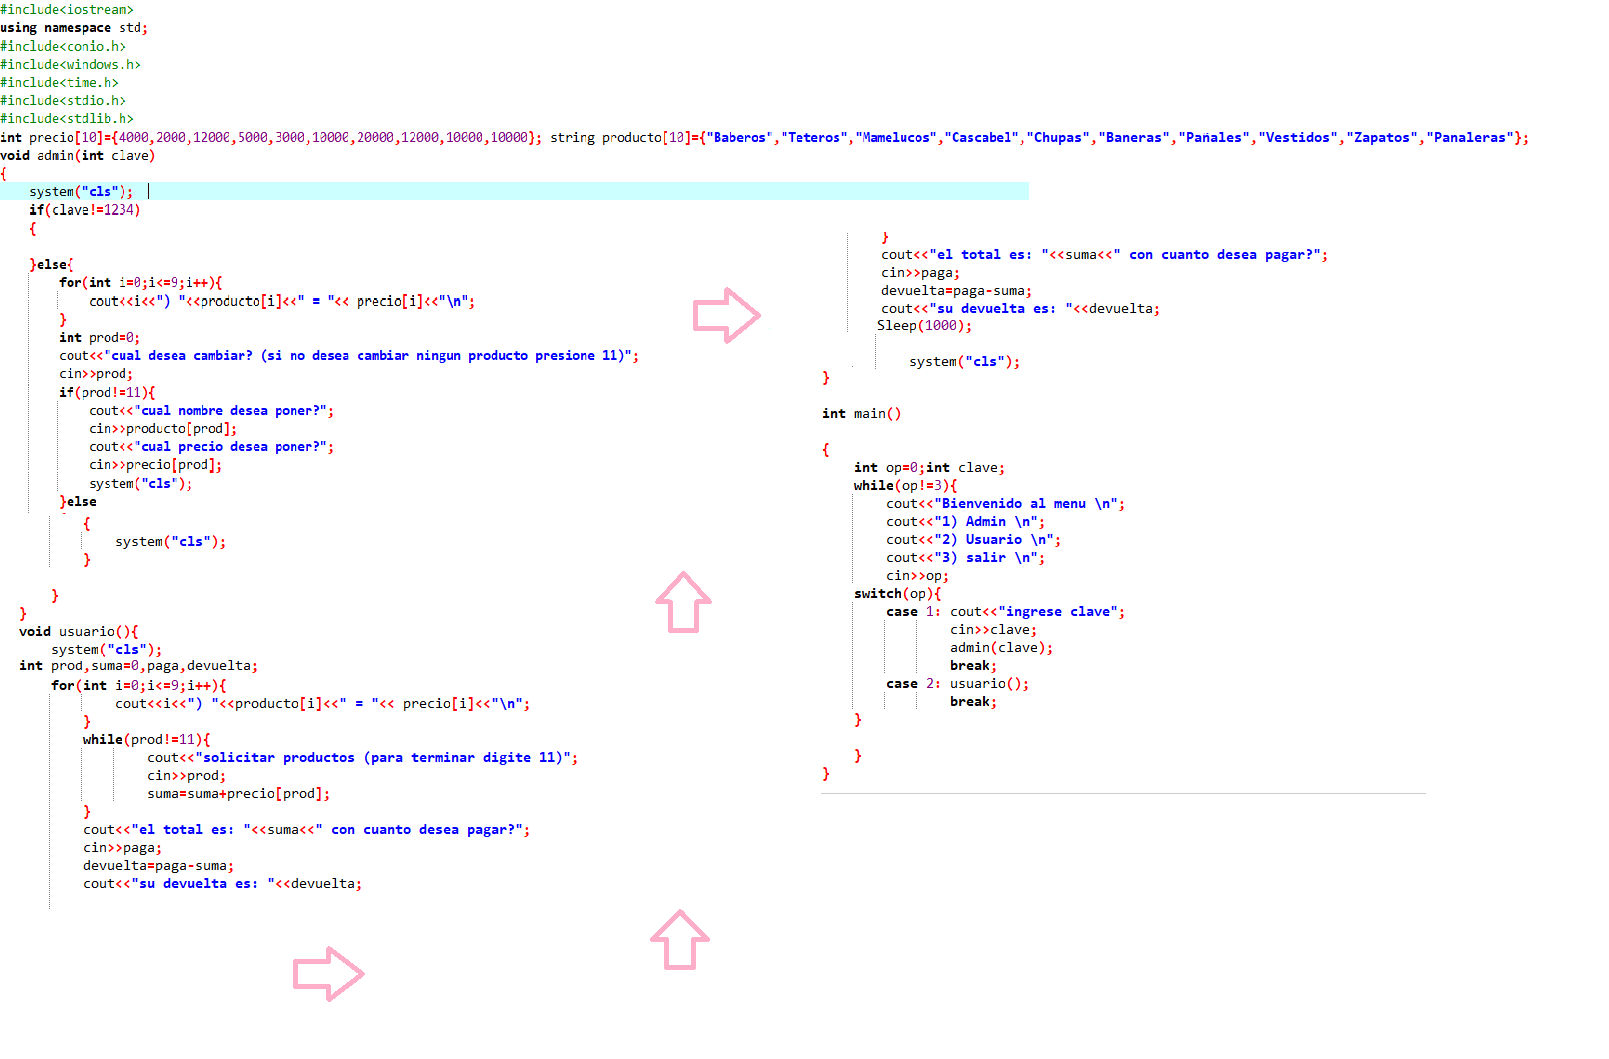 #include<iostream>
using namespace std;
#include<conio.h>
#include<windows.h>
#include<time.h>
#include<stdio.h>
#include<stdlib.h>
int precio[10]={4000,2000,12000,5000,3000,10000,20000,12000,10000,10000}; string producto[10]={"Baberos","Teteros","Mamelucos","Cascabel","Chupas","Baneras","Pañales","Vestidos","Zapatos","Panaleras"};
void admin(int clave)
{
system("cls");
if(clave!=1234)
{
}else{
for(int i=0;i<=9;i++){
cout<<i<<") "<<producto[i]<<" = "<< precio[i]<<"\n";
}
int prod=0;
cout<<"cual desea cambiar? (si no desea cambiar ningun producto presione 11)";
cin>>prod;
if(prod!=11){
cout<<"cual nombre desea poner?";
cin>>producto[prod];
cout<<"cual precio desea poner?";
cin>>precio[prod];
system("cls");
}else
{
system("cls");
}
}
}
void usuario(){
system("cls");
int prod,suma=0,paga,devuelta;
for(int i=0;i<=9;i++){
cout<<i<<") "<<producto[i]<<" = "<< precio[i]<<"\n";
}
while(prod!=11){
cout<<"solicitar productos (para terminar digite 11)";
cin>>prod;
suma=suma+precio[prod];
}
cout<<"el total es: "<<suma<<" con cuanto desea pagar?";
cin>>paga;
devuelta=paga-suma;
cout<<"su devuelta es: "<<devuelta;
}
cout<<"el total es: "<<suma<<" con cuanto desea pagar?";
cin>>paga;
devuelta=paga-suma;
cout<<"su devuelta es: "<<devuelta;
Sleep(1000);
system("cls");
}
int main()
{
int op=0;int clave;
while(op!=3){
cout<<"Bienvenido al menu \n";
cout<<"1) Admin \n";
cout<<"2) Usuario \n";
cout<<"3) salir \n";
cin>>op;
switch(op){
case 1: cout<<"ingrese clave";
cin>>clave;
admin(clave);
break;
case 2: usuario();
break;
}
}
}